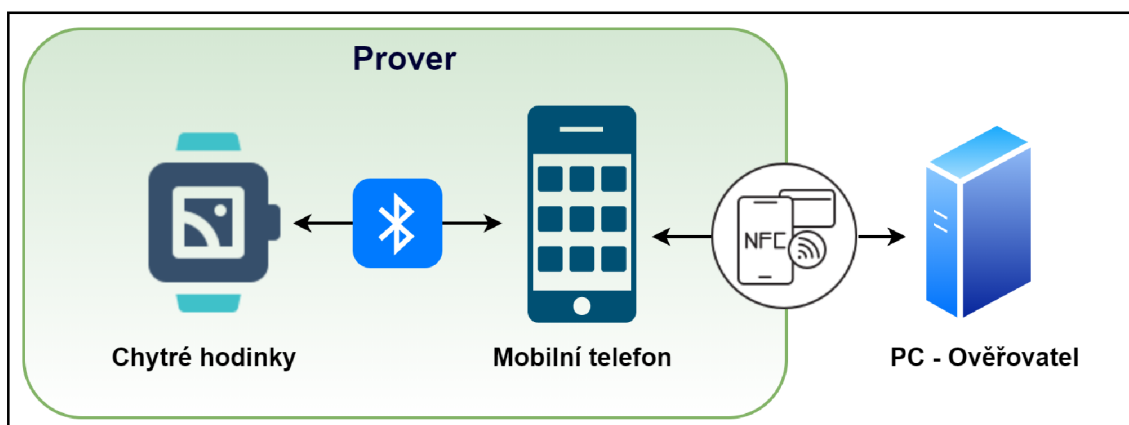 Prover
NFC
Chytré hodinky
Mobilní telefon
PC - Ověřovatel